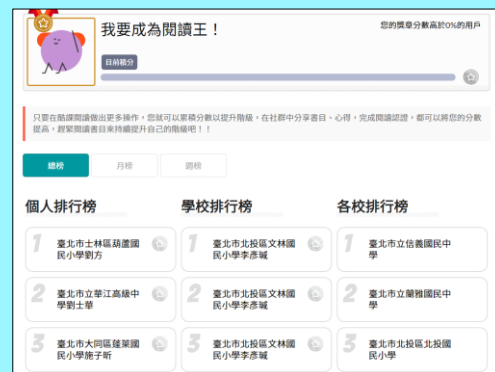 我要成為閱讀王！
您的獎章分數高於0%的用戶
目前積分
只要在酷課閱讀做出更多操作，您就可以累積分數以提升階級，在社群中分享書目、心得，完成閱讀認證，都可以將您的分數
提高，趕緊閱讀書目來持續提升自己的階級吧！！
總榜
月榜
週榜
個人排行榜
學校排行榜
各校排行榜
1
臺北市士林區葫蘆國
民小學劉方
1
臺北市北投區文林國
民小學李彥瑊
1
臺北市立信義國民中
學
2
臺北市立華江高級中
學劉士華
2
臺北市北投區文林國
民小學李彥瑊
2
臺北市立蘭雅國民中
學
3
臺北市大同區蓬萊國
民小學施子昕
3
臺北市北投區文林國
民小學李彥瑊
3
臺北市北投區北投國
民小學